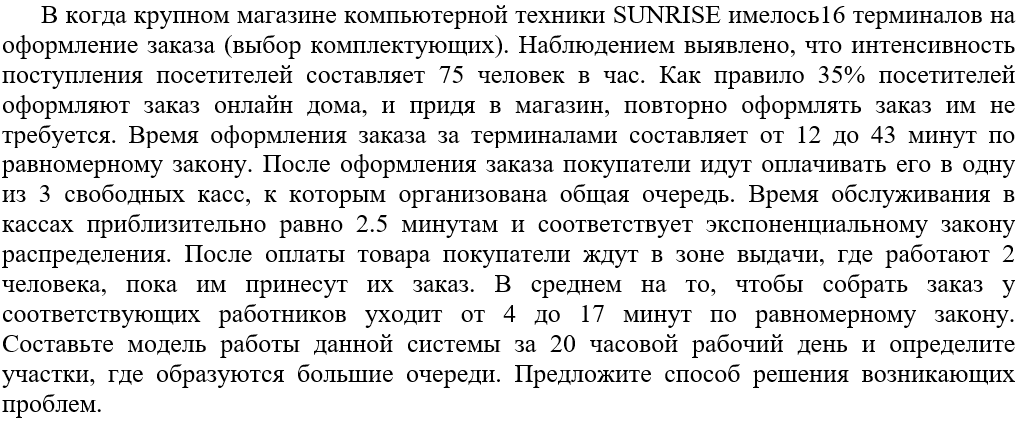 В когда крупном магазине компьютерной техники SUNRISE имелось16 терминалов на
оформление заказа (выбор комплектующих). Наблюдением выявлено, что интенсивность
поступления посетителей составляет 75 человек в час. Как правило 35% посетителей
оформляют заказ онлайн дома, и придя в магазин, повторно оформлять заказ им не
требуется. Время оформления заказа за терминалами составляет от 12 до 43 минут по
равномерному закону. После оформления заказа покупатели идут оплачивать его в одну
из 3 свободных касс, к которым организована общая очередь. Время обслуживания в
кассах приблизительно равно 2.5 минутам и соответствует экспоненциальному закону
распределения. После оплаты товара покупатели ждут в зоне выдачи, где работают 2
человека, пока им принесут их заказ. В среднем на то, чтобы собрать заказ у
соответствующих работников уходит от 4 до 17 минут по равномерному закону.
Составьте модель работы данной системы за 20 часовой рабочий день и определите
участки, где образуются большие очереди. Предложите способ решения возникающих
проблем.